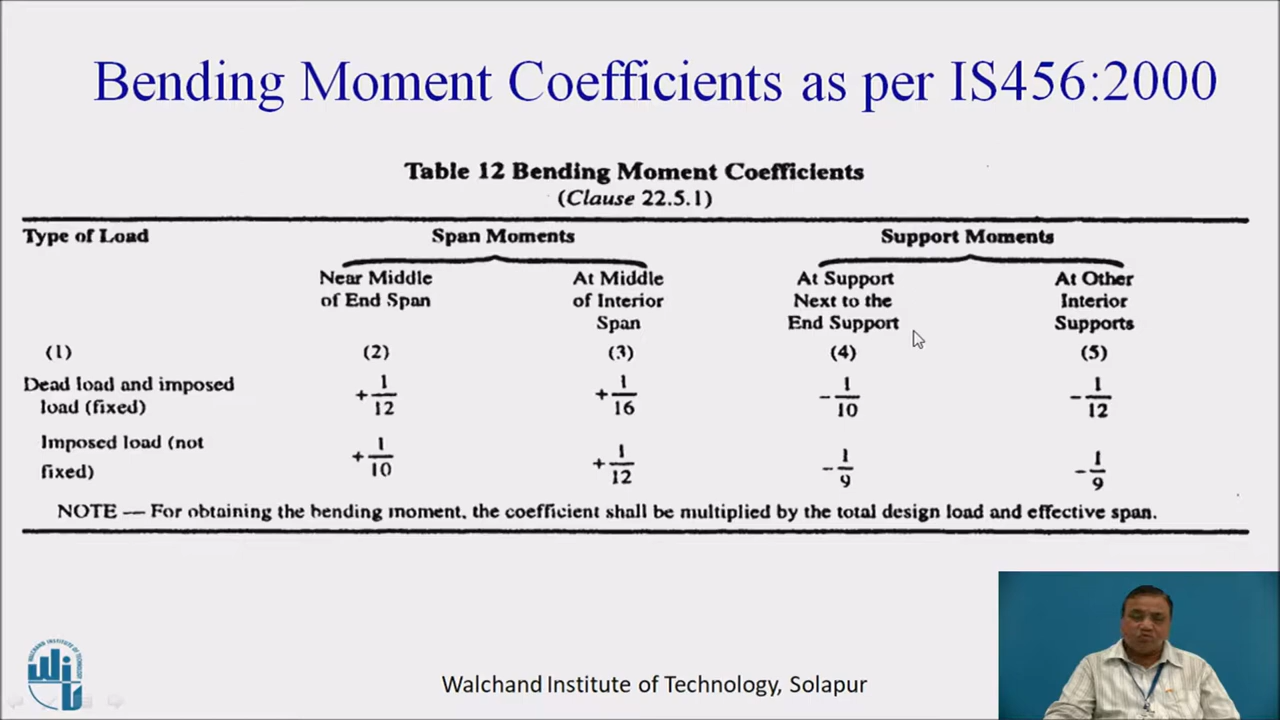 Bending Moment Coefficients as per IS456:2000
Table 12 Bending Moment Coefficients
(Clause 22.5.1)
Type of Load
Span Moments
Support Moments
Near Middle
of End Span
At Middle
of Interior
Span
At Support
Next to the
End Support
At Other
Interior
Supports
(1)
(2)
(3)
(4)
(5)
Dead load and imposed
load (fixed)
+ 1/12
+ 1/16
- 1/10
- 1/12
Imposed load (not
fixed)
+ 1/10
+ 1/12
- 1/9
- 1/9
NOTE — For obtaining the bending moment, the coefficient shall be multiplied by the total design load and effective span.
WALCHAND INSTITUTE OF TECHNOLOGY
WIT
Walchand Institute of Technology, Solapur